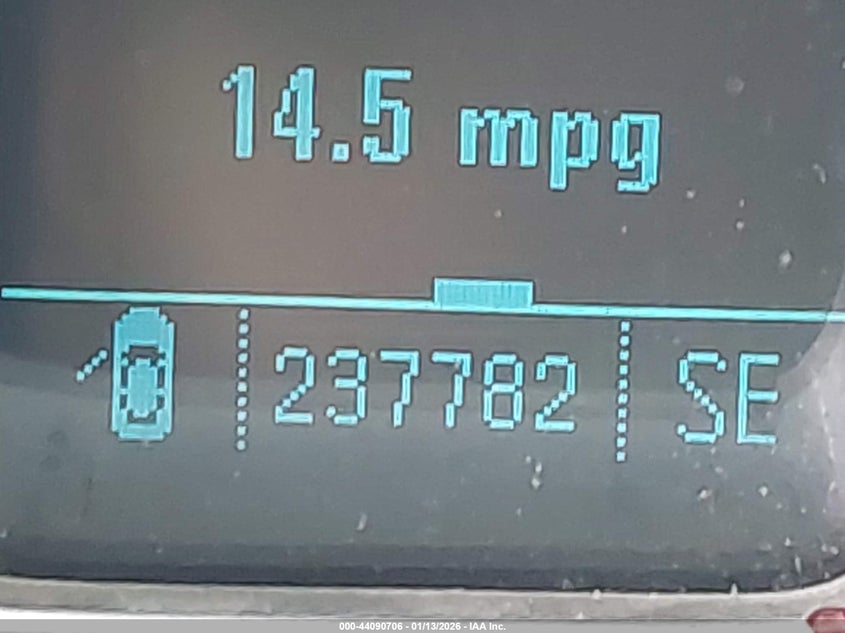 14.5 mpg
237782 SE
000-44090706 - 01/13/2026 - IAA Inc.